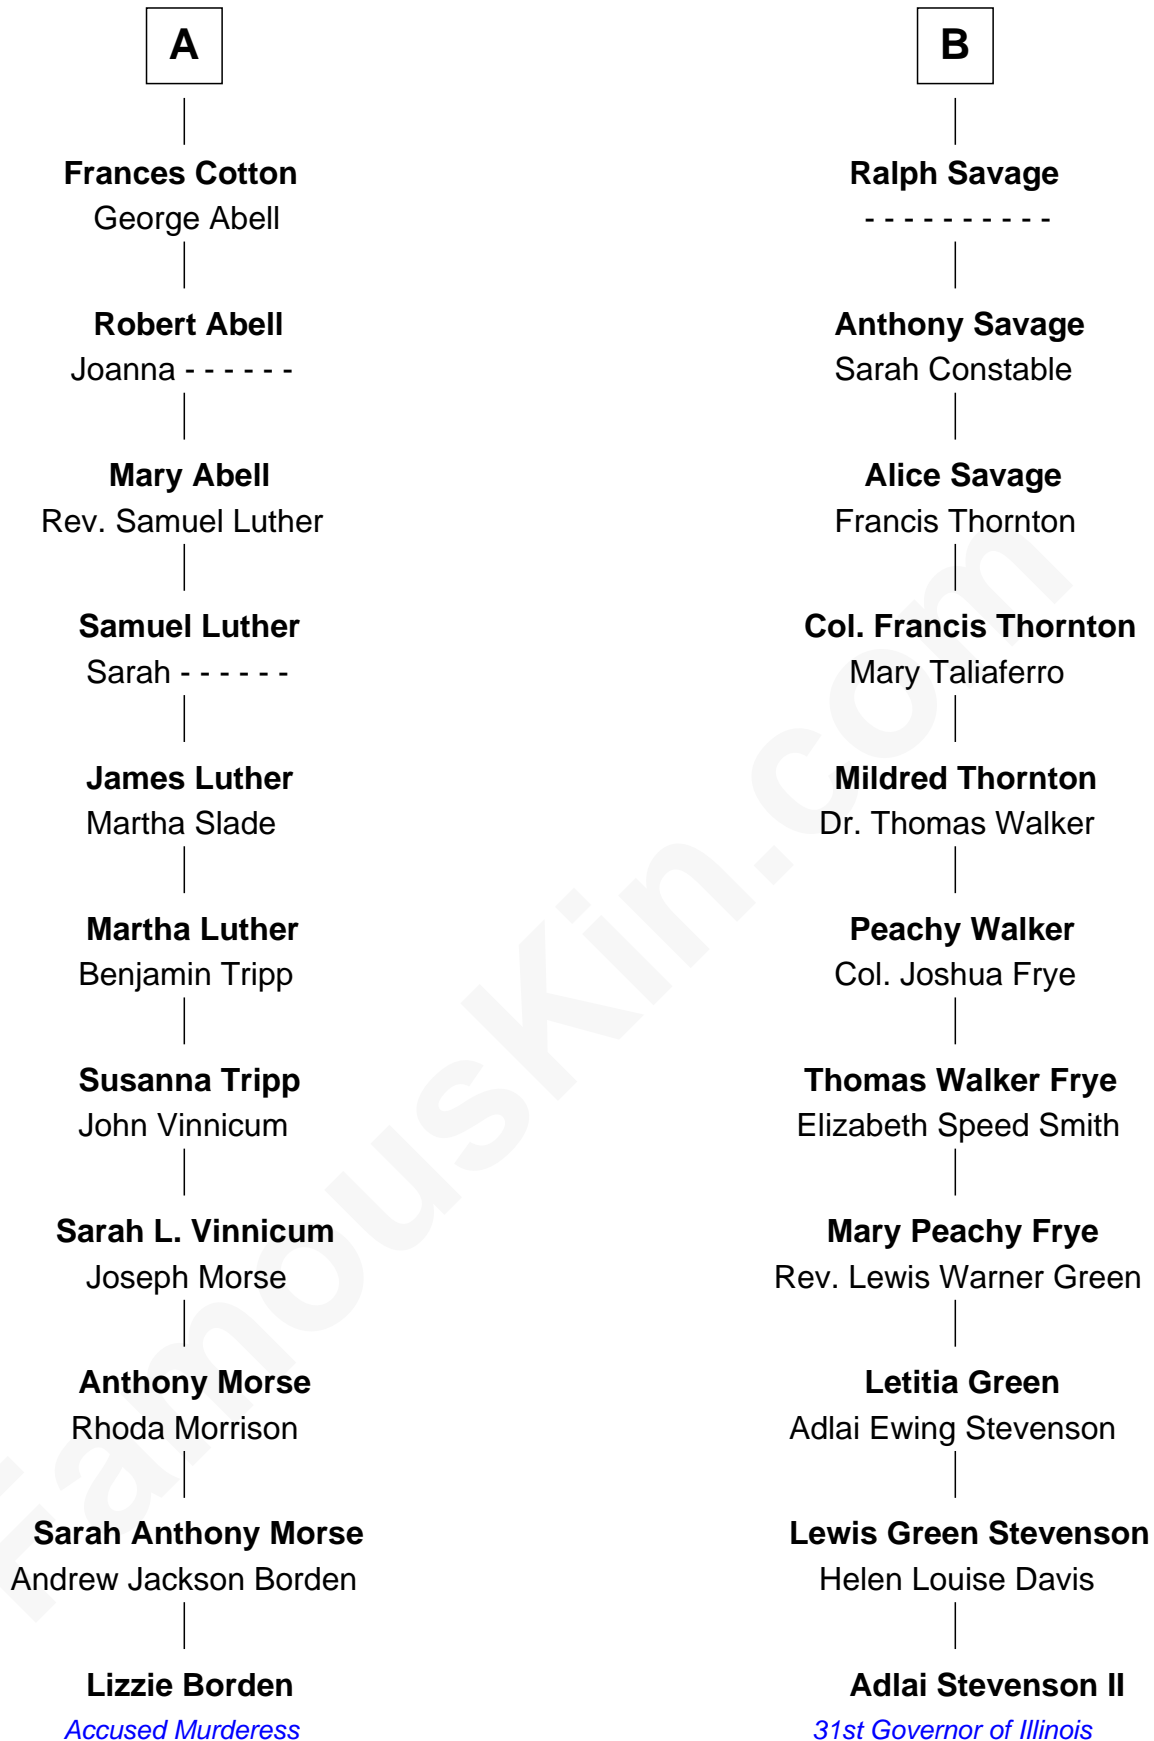 A
Frances Cotton
George Abell
Robert Abell
Joanna - - - - - -
Mary Abell
Rev. Samuel Luther
Samuel Luther
Sarah - - - - - -
James Luther
Martha Slade
Martha Luther
Benjamin Tripp
Susanna Tripp
John Vinnicum
Sarah L. Vinnicum
Joseph Morse
Anthony Morse
Rhoda Morrison
Sarah Anthony Morse
Andrew Jackson Borden
Lizzie Borden
Accused Murderess
B
Ralph Savage
- - - - - - - - - -
Anthony Savage
Sarah Constable
Alice Savage
Francis Thornton
Col. Francis Thornton
Mary Taliaferro
Mildred Thornton
Dr. Thomas Walker
Peachy Walker
Col. Joshua Frye
Thomas Walker Frye
Elizabeth Speed Smith
Mary Peachy Frye
Rev. Lewis Warner Green
Letitia Green
Adlai Ewing Stevenson
Lewis Green Stevenson
Helen Louise Davis
Adlai Stevenson II
31st Governor of Illinois
FamousKin.com